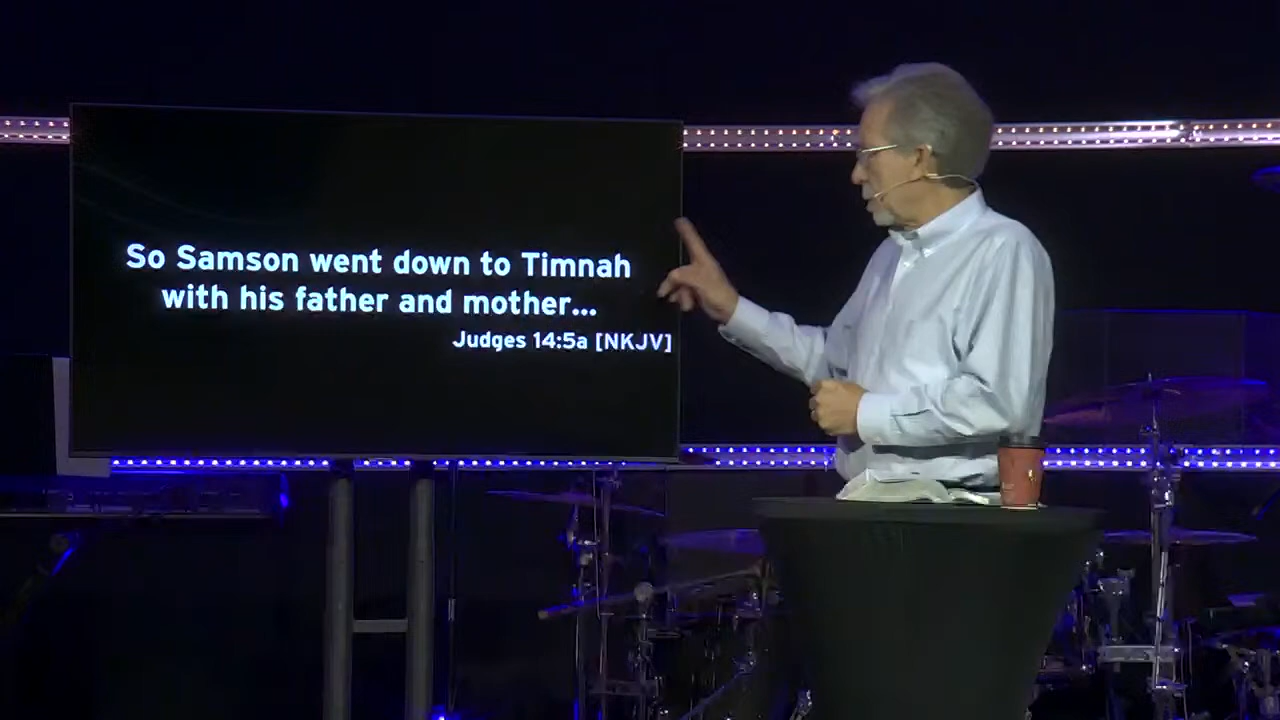 So Samson went down to Timnah
with his father and mother...
Judges 14:5a [NKJV]